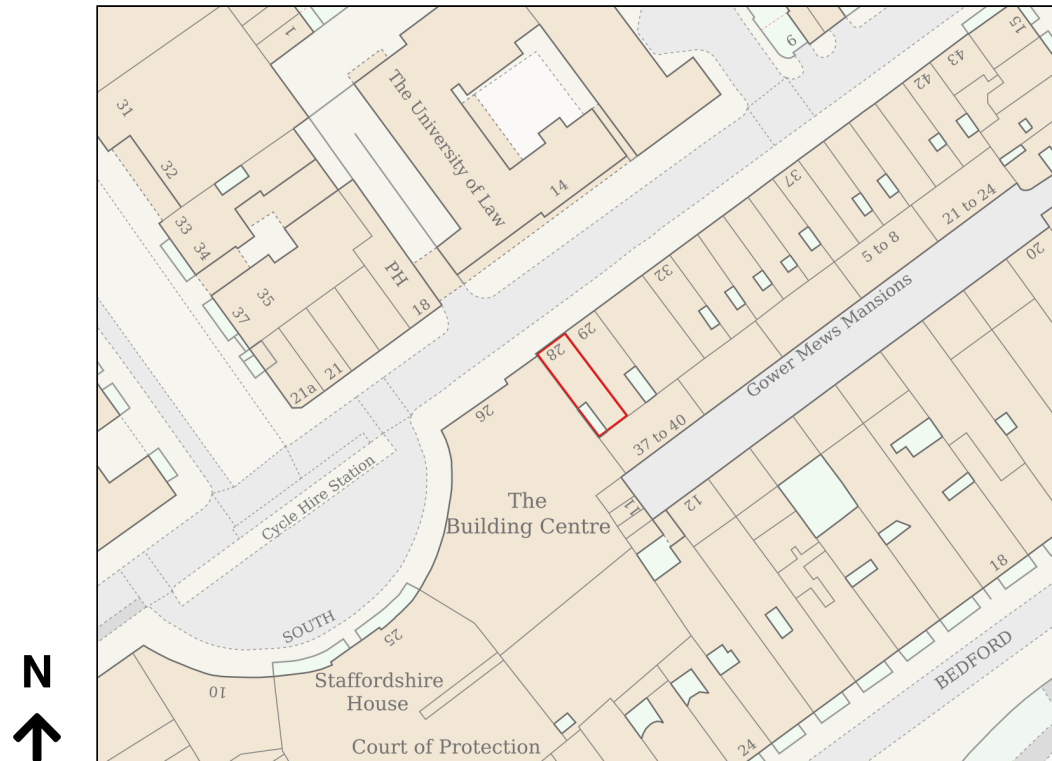 1
9
15
43
42
31
The University of Law
32
14
37
33
34
5 to 8
21 to 24
20
35
PH
32
37
18
29
28
Gower Mews Mansions
21a
21
26
37 to 40
Cycle Hire Station
The
Building Centre
11
12
18
SOUTH
25
BEDFORD
10
Staffordshire
House
Court of Protection
24
N